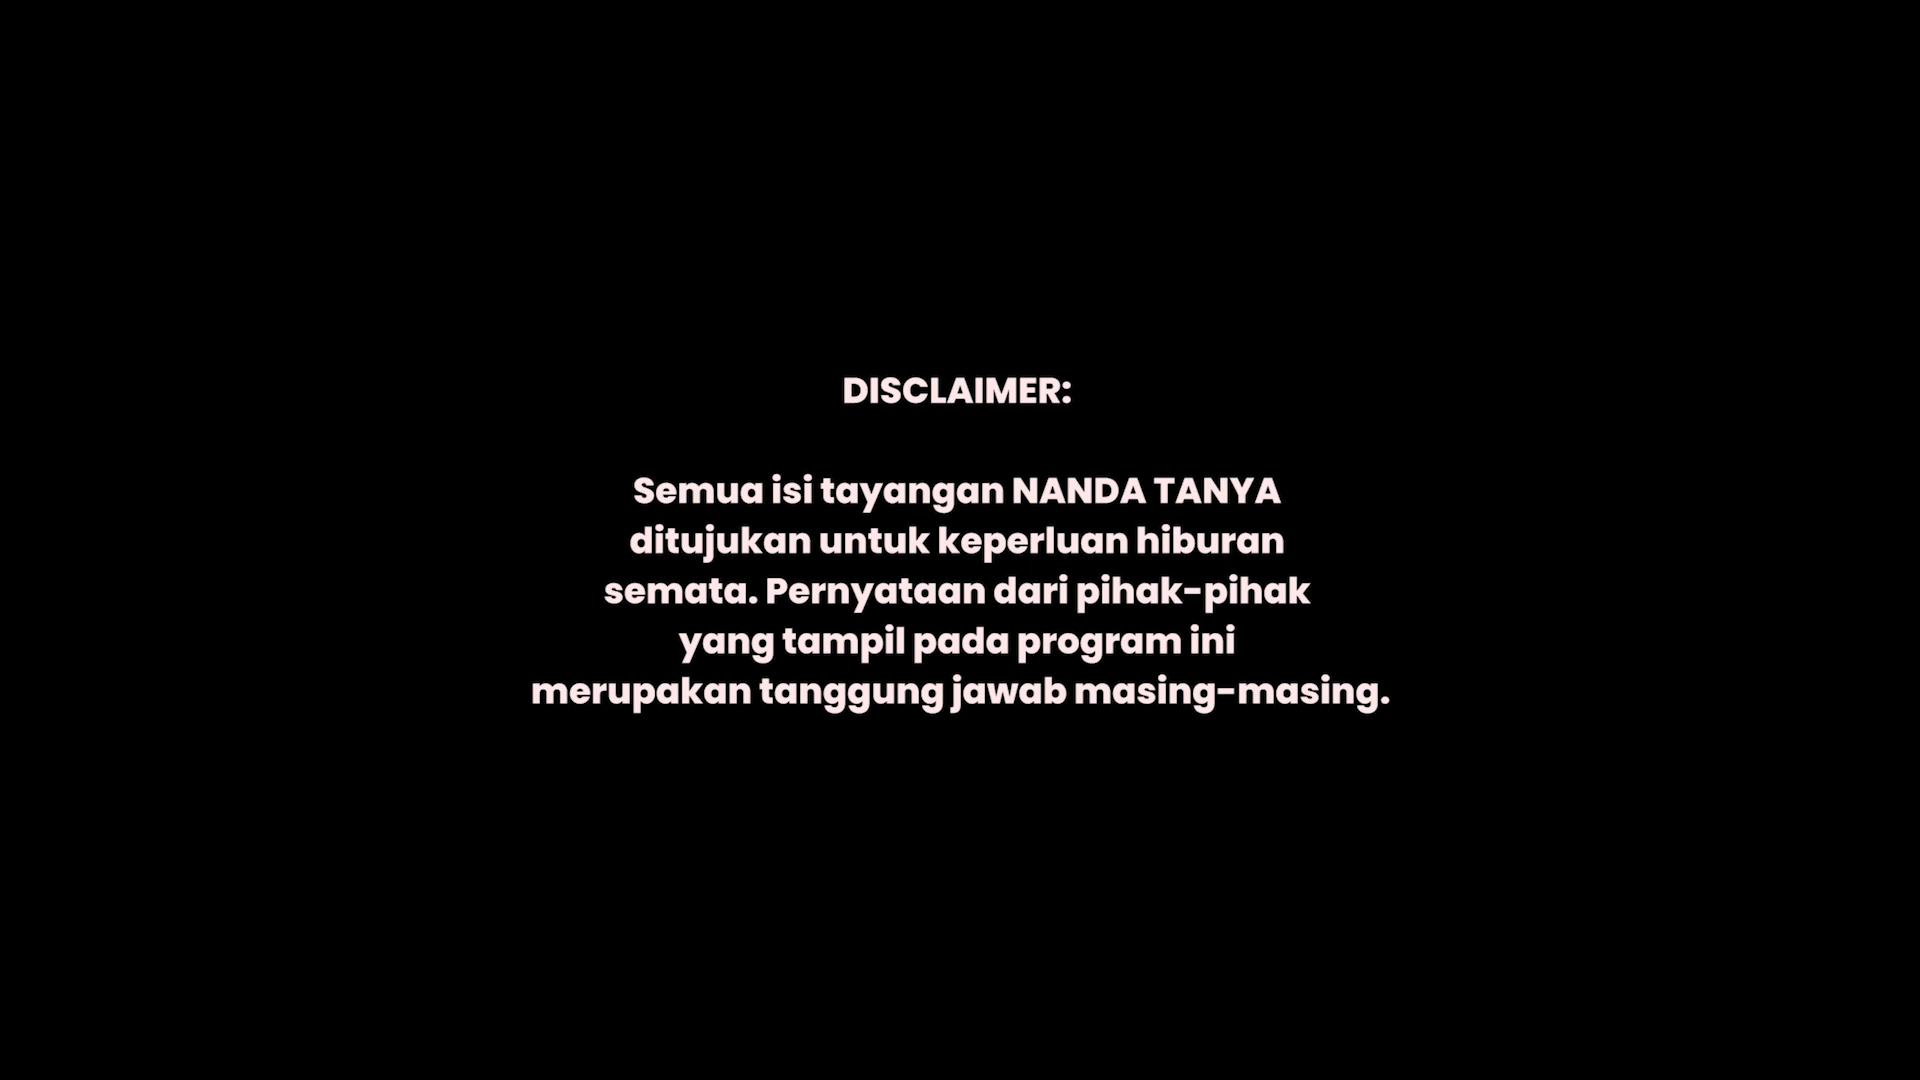 DISCLAIMER:
Semua isi tayangan NANDA TANYA
ditujukan untuk keperluan hiburan
semata. Pernyataan dari pihak-pihak
yang tampil pada program ini
merupakan tanggung jawab masing-masing.